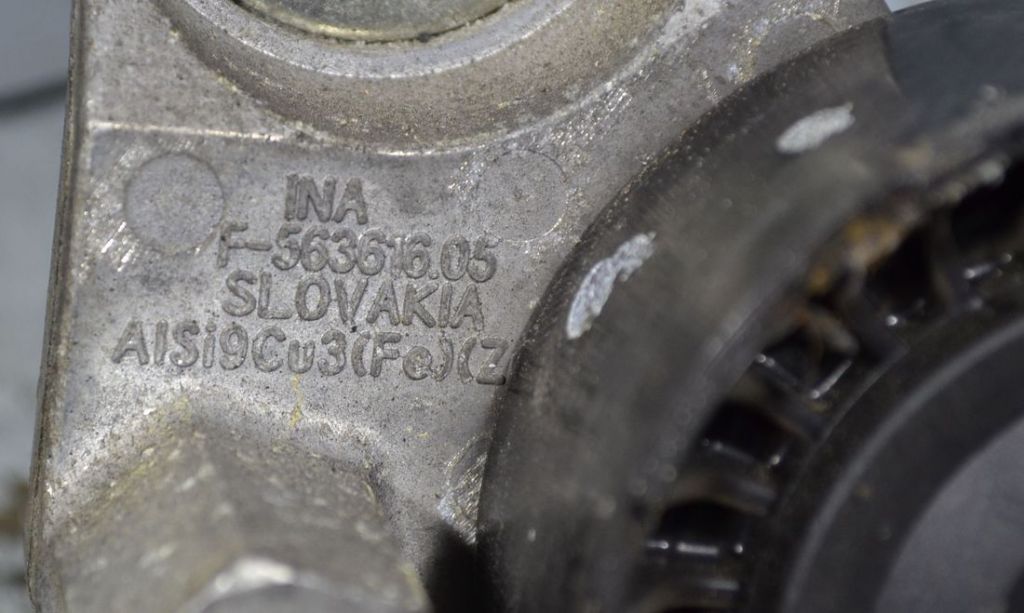 INA
F-563616.05
SLOVAKIA
AlSi9Cu3(Fe)(Z